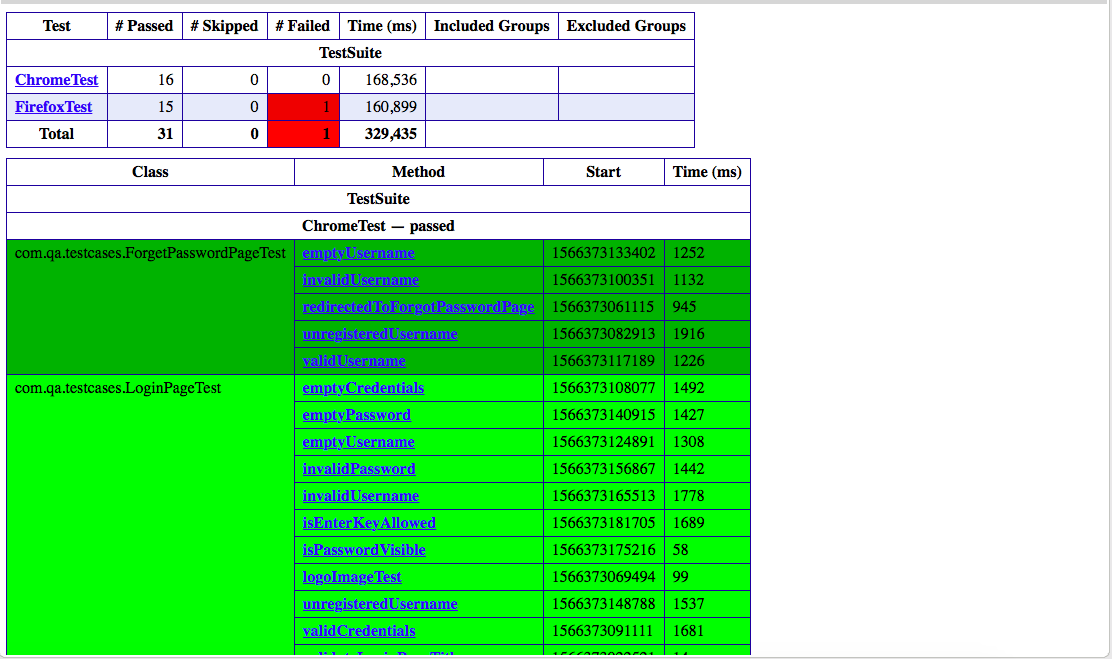 Test # Passed # Skipped # Failed Time (ms) Included Groups Excluded Groups
TestSuite
ChromeTest 16 0 0 168,536
FirefoxTest 15 0 1 160,899
Total 31 0 1 329,435
Class Method Start Time (ms)
TestSuite
ChromeTest — passed
com.qa.testcases.ForgetPasswordPageTest emptyUsername 1566373133402 1252
invalidUsername 1566373100351 1132
redirectedToForgotPasswordPage 1566373061115 945
unregisteredUsername 1566373082913 1916
validUsername 1566373117189 1226
com.qa.testcases.LoginPageTest emptyCredentials 1566373108077 1492
emptyPassword 1566373140915 1427
emptyUsername 1566373124891 1308
invalidPassword 1566373156867 1442
invalidUsername 1566373165513 1778
isEnterKeyAllowed 1566373181705 1689
isPasswordVisible 1566373175216 58
logoImageTest 1566373069494 99
unregisteredUsername 1566373148788 1537
validCredentials 1566373091111 1681